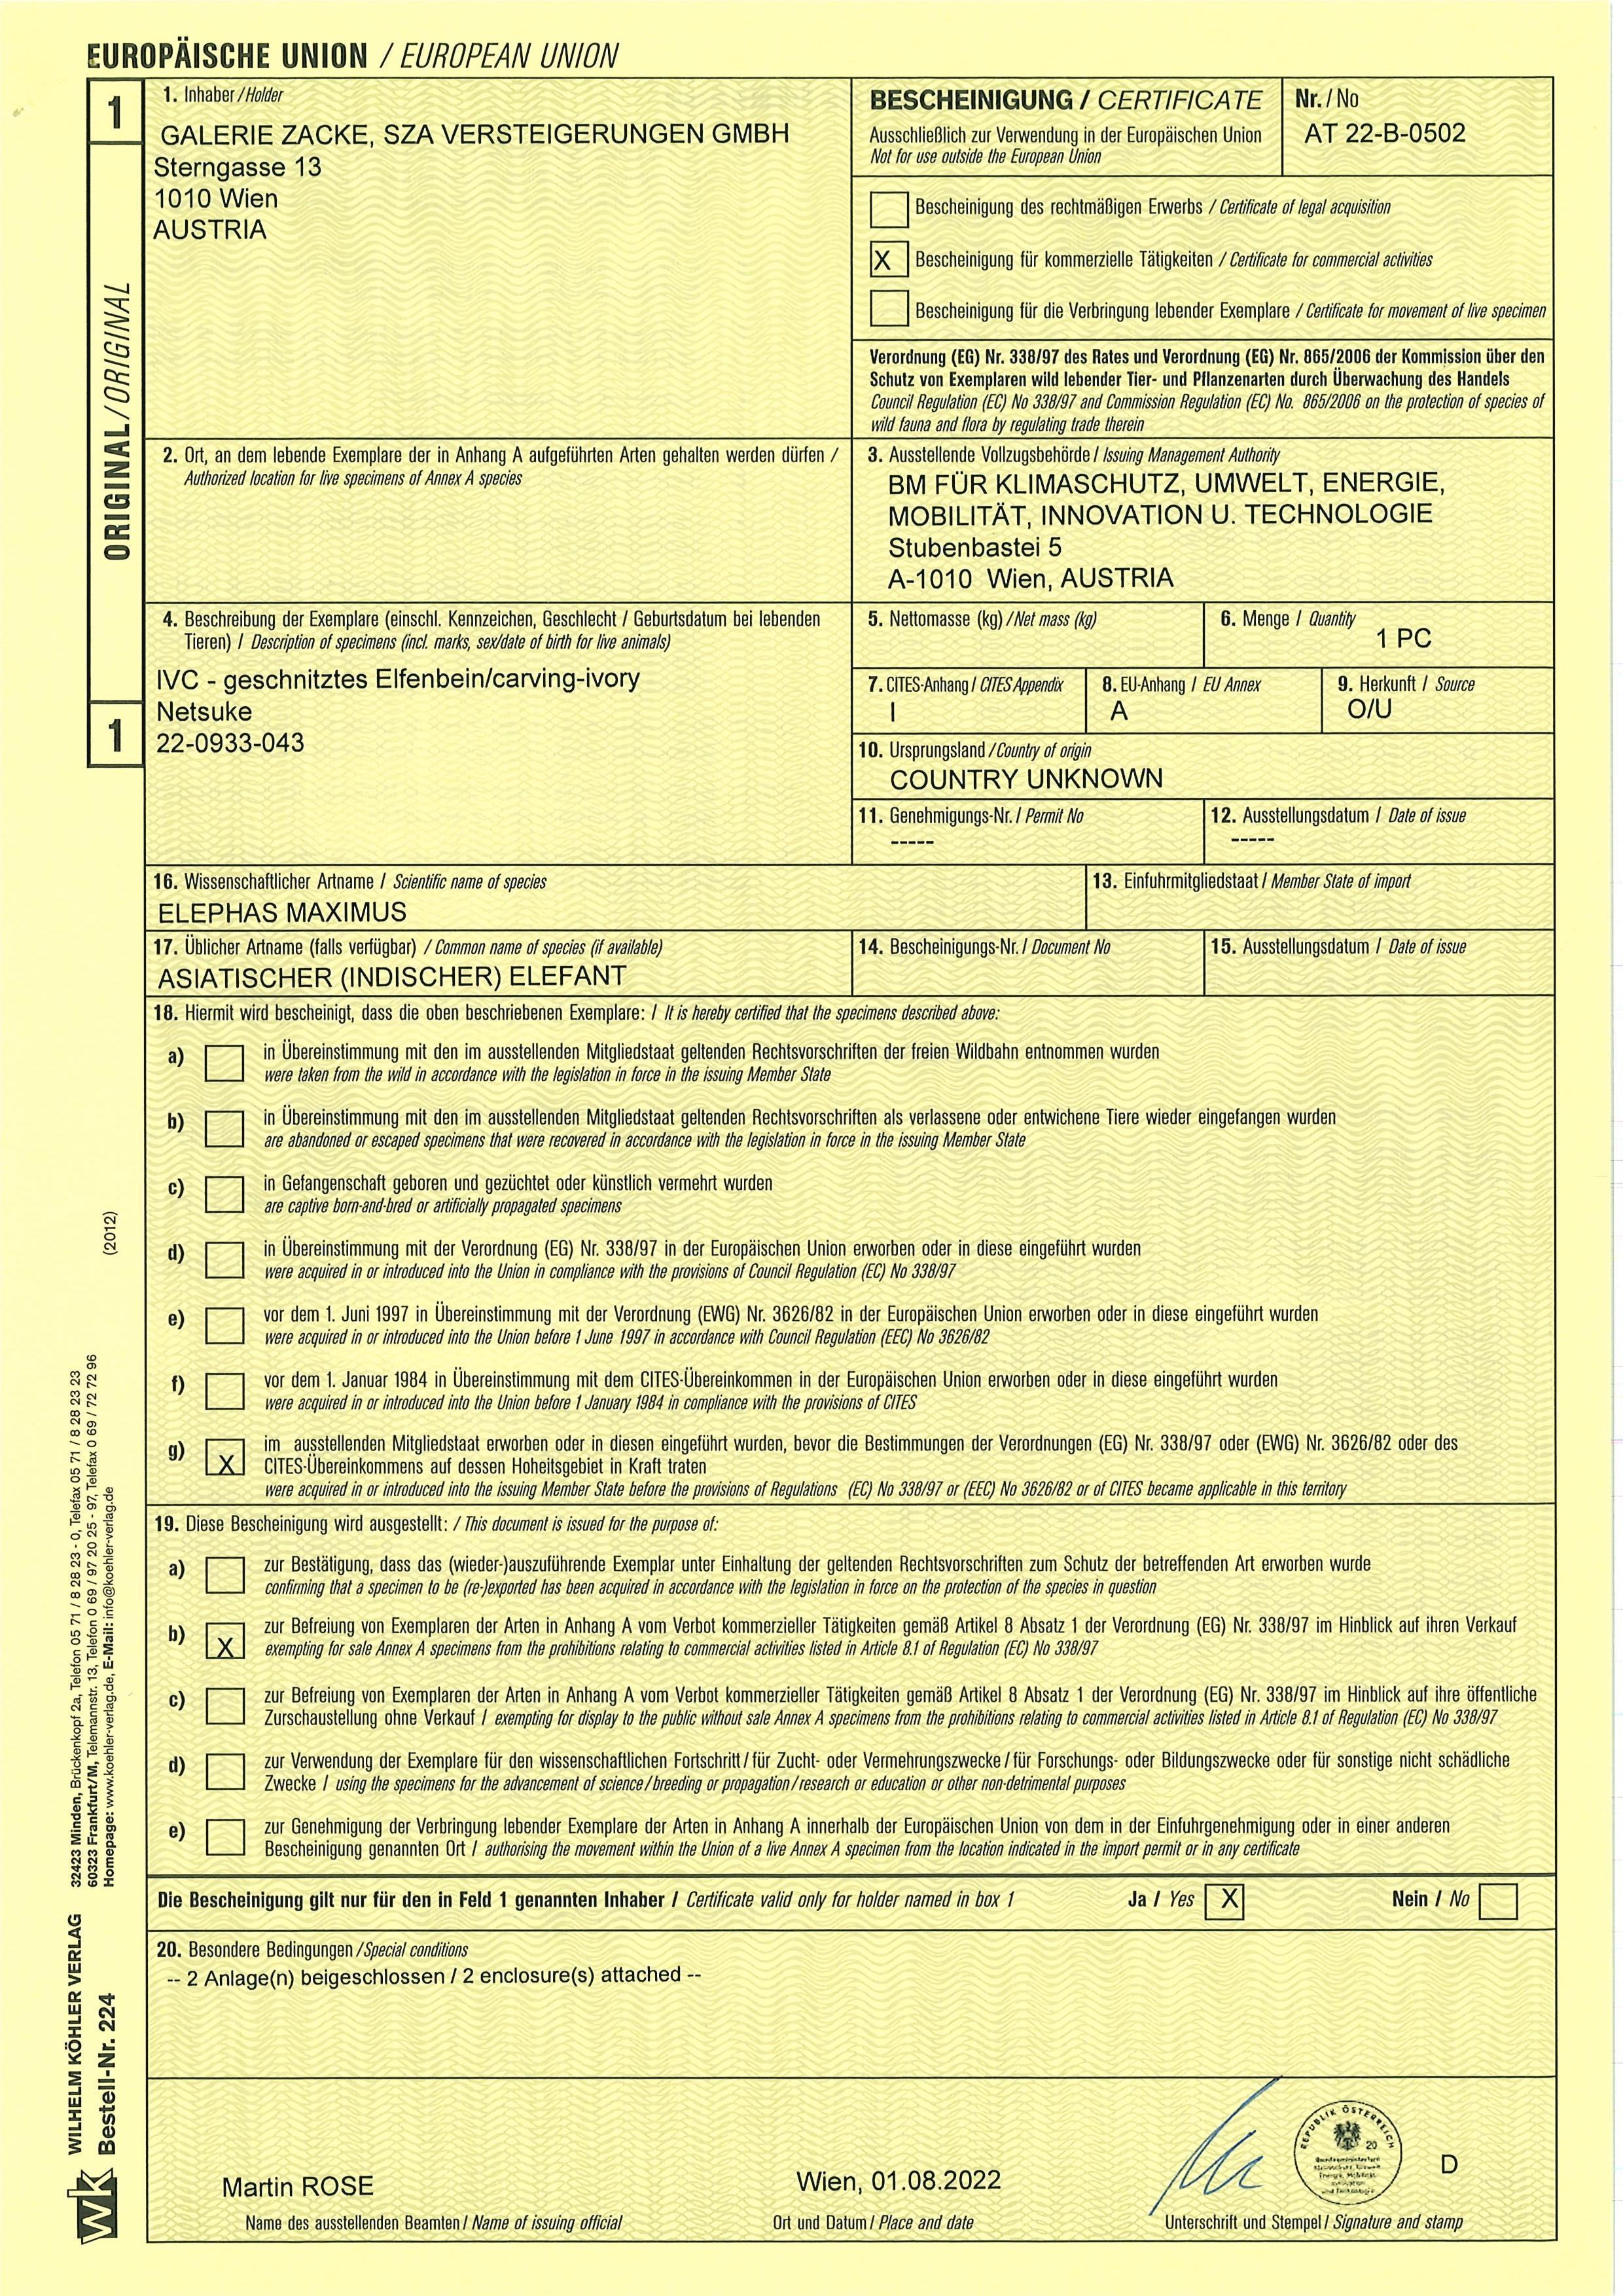 EUROPÄISCHE UNION / EUROPEAN UNION
1
ORIGINAL / ORIGINAL
1
1. Inhaber / Holder
GALERIE ZACKE, SZA VERSTEIGERUNGEN GMBH
Sterngasse 13
1010 Wien
AUSTRIA
BESCHEINIGUNG / CERTIFICATE
Ausschließlich zur Verwendung in der Europäischen Union
Not for use outside the European Union
Nr. / No
AT 22-B-0502
Bescheinigung des rechtmäßigen Erwerbs / Certificate of legal acquisition
X Bescheinigung für kommerzielle Tätigkeiten / Certificate for commercial activities
Bescheinigung für die Verbringung lebender Exemplare / Certificate for movement of live specimen
Verordnung (EG) Nr. 338/97 des Rates und Verordnung (EG) Nr. 865/2006 der Kommission über den
Schutz von Exemplaren wild lebender Tier- und Pflanzenarten durch Überwachung des Handels
Council Regulation (EC) No 338/97 and Commission Regulation (EC) No. 865/2006 on the protection of species of
wild fauna and flora by regulating trade therein
2. Ort, an dem lebende Exemplare der in Anhang A aufgeführten Arten gehalten werden dürfen /
Authorized location for live specimens of Annex A species
3. Ausstellende Vollzugsbehörde / Issuing Management Authority
BM FÜR KLIMASCHUTZ, UMWELT, ENERGIE,
MOBILITÄT, INNOVATION U. TECHNOLOGIE
Stubenbastei 5
A-1010 Wien, AUSTRIA
4. Beschreibung der Exemplare (einschl. Kennzeichen, Geschlecht / Geburtsdatum bei lebenden
Tieren) / Description of specimens (incl. marks, sex/date of birth for live animals)
IVC - geschnitztes Elfenbein/carving-ivory
Netsuke
22-0933-043
5. Nettomasse (kg) / Net mass (kg)
6. Menge / Quantity
1 PC
7. CITES-Anhang / CITES Appendix
I
8. EU-Anhang / EU Annex
A
9. Herkunft / Source
O/U
10. Ursprungsland / Country of origin
COUNTRY UNKNOWN
11. Genehmigungs-Nr. / Permit No
-----
12. Ausstellungsdatum / Date of issue
-----
16. Wissenschaftlicher Artname / Scientific name of species
ELEPHAS MAXIMUS
13. Einfuhrmitgliedstaat / Member State of import
17. Üblicher Artname (falls verfügbar) / Common name of species (if available)
ASIATISCHER (INDISCHER) ELEFANT
14. Bescheinigungs-Nr. / Document No
15. Ausstellungsdatum / Date of issue
18. Hiermit wird bescheinigt, dass die oben beschriebenen Exemplare: / It is hereby certified that the specimens described above:
a) in Übereinstimmung mit den im ausstellenden Mitgliedstaat geltenden Rechtsvorschriften der freien Wildbahn entnommen wurden
were taken from the wild in accordance with the legislation in force in the issuing Member State
b) in Übereinstimmung mit den im ausstellenden Mitgliedstaat geltenden Rechtsvorschriften als verlassene oder entwichene Tiere wieder eingefangen wurden
are abandoned or escaped specimens that were recovered in accordance with the legislation in force in the issuing Member State
c) in Gefangenschaft geboren und gezüchtet oder künstlich vermehrt wurden
are captive born-and-bred or artificially propagated specimens
d) in Übereinstimmung mit der Verordnung (EG) Nr. 338/97 in der Europäischen Union erworben oder in diese eingeführt wurden
were acquired in or introduced into the Union in compliance with the provisions of Council Regulation (EC) No 338/97
e) vor dem 1. Juni 1997 in Übereinstimmung mit der Verordnung (EWG) Nr. 3626/82 in der Europäischen Union erworben oder in diese eingeführt wurden
were acquired in or introduced into the Union before 1 June 1997 in accordance with Council Regulation (EEC) No 3626/82
f) vor dem 1. Januar 1984 in Übereinstimmung mit dem CITES-Übereinkommen in der Europäischen Union erworben oder in diese eingeführt wurden
were acquired in or introduced into the Union before 1 January 1984 in compliance with the provisions of CITES
g) X im ausstellenden Mitgliedstaat erworben oder in diesen eingeführt wurden, bevor die Bestimmungen der Verordnungen (EG) Nr. 338/97 oder (EWG) Nr. 3626/82 oder des
CITES-Übereinkommens auf dessen Hoheitsgebiet in Kraft traten
were acquired in or introduced into the issuing Member State before the provisions of Regulations (EC) No 338/97 or (EEC) No 3626/82 or of CITES became applicable in this territory
19. Diese Bescheinigung wird ausgestellt: / This document is issued for the purpose of:
a) zur Bestätigung, dass das (wieder-)auszuführende Exemplar unter Einhaltung der geltenden Rechtsvorschriften zum Schutz der betreffenden Art erworben wurde
confirming that a specimen to be (re-)exported has been acquired in accordance with the legislation in force on the protection of the species in question
b) X zur Befreiung von Exemplaren der Arten in Anhang A vom Verbot kommerzieller Tätigkeiten gemäß Artikel 8 Absatz 1 der Verordnung (EG) Nr. 338/97 im Hinblick auf ihren Verkauf
exempting for sale Annex A specimens from the prohibitions relating to commercial activities listed in Article 8.1 of Regulation (EC) No 338/97
c) zur Befreiung von Exemplaren der Arten in Anhang A vom Verbot kommerzieller Tätigkeiten gemäß Artikel 8 Absatz 1 der Verordnung (EG) Nr. 338/97 im Hinblick auf ihre öffentliche
Zurschaustellung ohne Verkauf / exempting for display to the public without sale Annex A specimens from the prohibitions relating to commercial activities listed in Article 8.1 of Regulation (EC) No 338/97
d) zur Verwendung der Exemplare für den wissenschaftlichen Fortschritt / für Zucht- oder Vermehrungszwecke / für Forschungs- oder Bildungszwecke oder für sonstige nicht schädliche
Zwecke / using the specimens for the advancement of science / breeding or propagation / research or education or other non-detrimental purposes
e) zur Genehmigung der Verbringung lebender Exemplare der Arten in Anhang A innerhalb der Europäischen Union von dem in der Einfuhrgenehmigung oder in einer anderen
Bescheinigung genannten Ort / authorising the movement within the Union of a live Annex A specimen from the location indicated in the import permit or in any certificate
Die Bescheinigung gilt nur für den in Feld 1 genannten Inhaber / Certificate valid only for holder named in box 1 Ja / Yes X Nein / No
20. Besondere Bedingungen / Special conditions
-- 2 Anlage(n) beigeschlossen / 2 enclosure(s) attached --
Martin ROSE
Name des ausstellenden Beamten / Name of issuing official
Wien, 01.08.2022
Ort und Datum / Place and date
REPUBLIK ÖSTERREICH
20
D
Unterschrift und Stempel / Signature and stamp
(2012)
32423 Minden, Brückenkopf 2a, Telefon 05 71 / 8 28 23 - 0, Telefax 05 71 / 8 28 23 23
60323 Frankfurt/M, Telemannstr. 13, Telefon 0 69 / 97 20 25 - 97, Telefax 0 69 / 72 72 96
Homepage: www.koehler-verlag.de, E-Mail: info@koehler-verlag.de
WILHELM KÖHLER VERLAG
Bestell-Nr. 224
wk